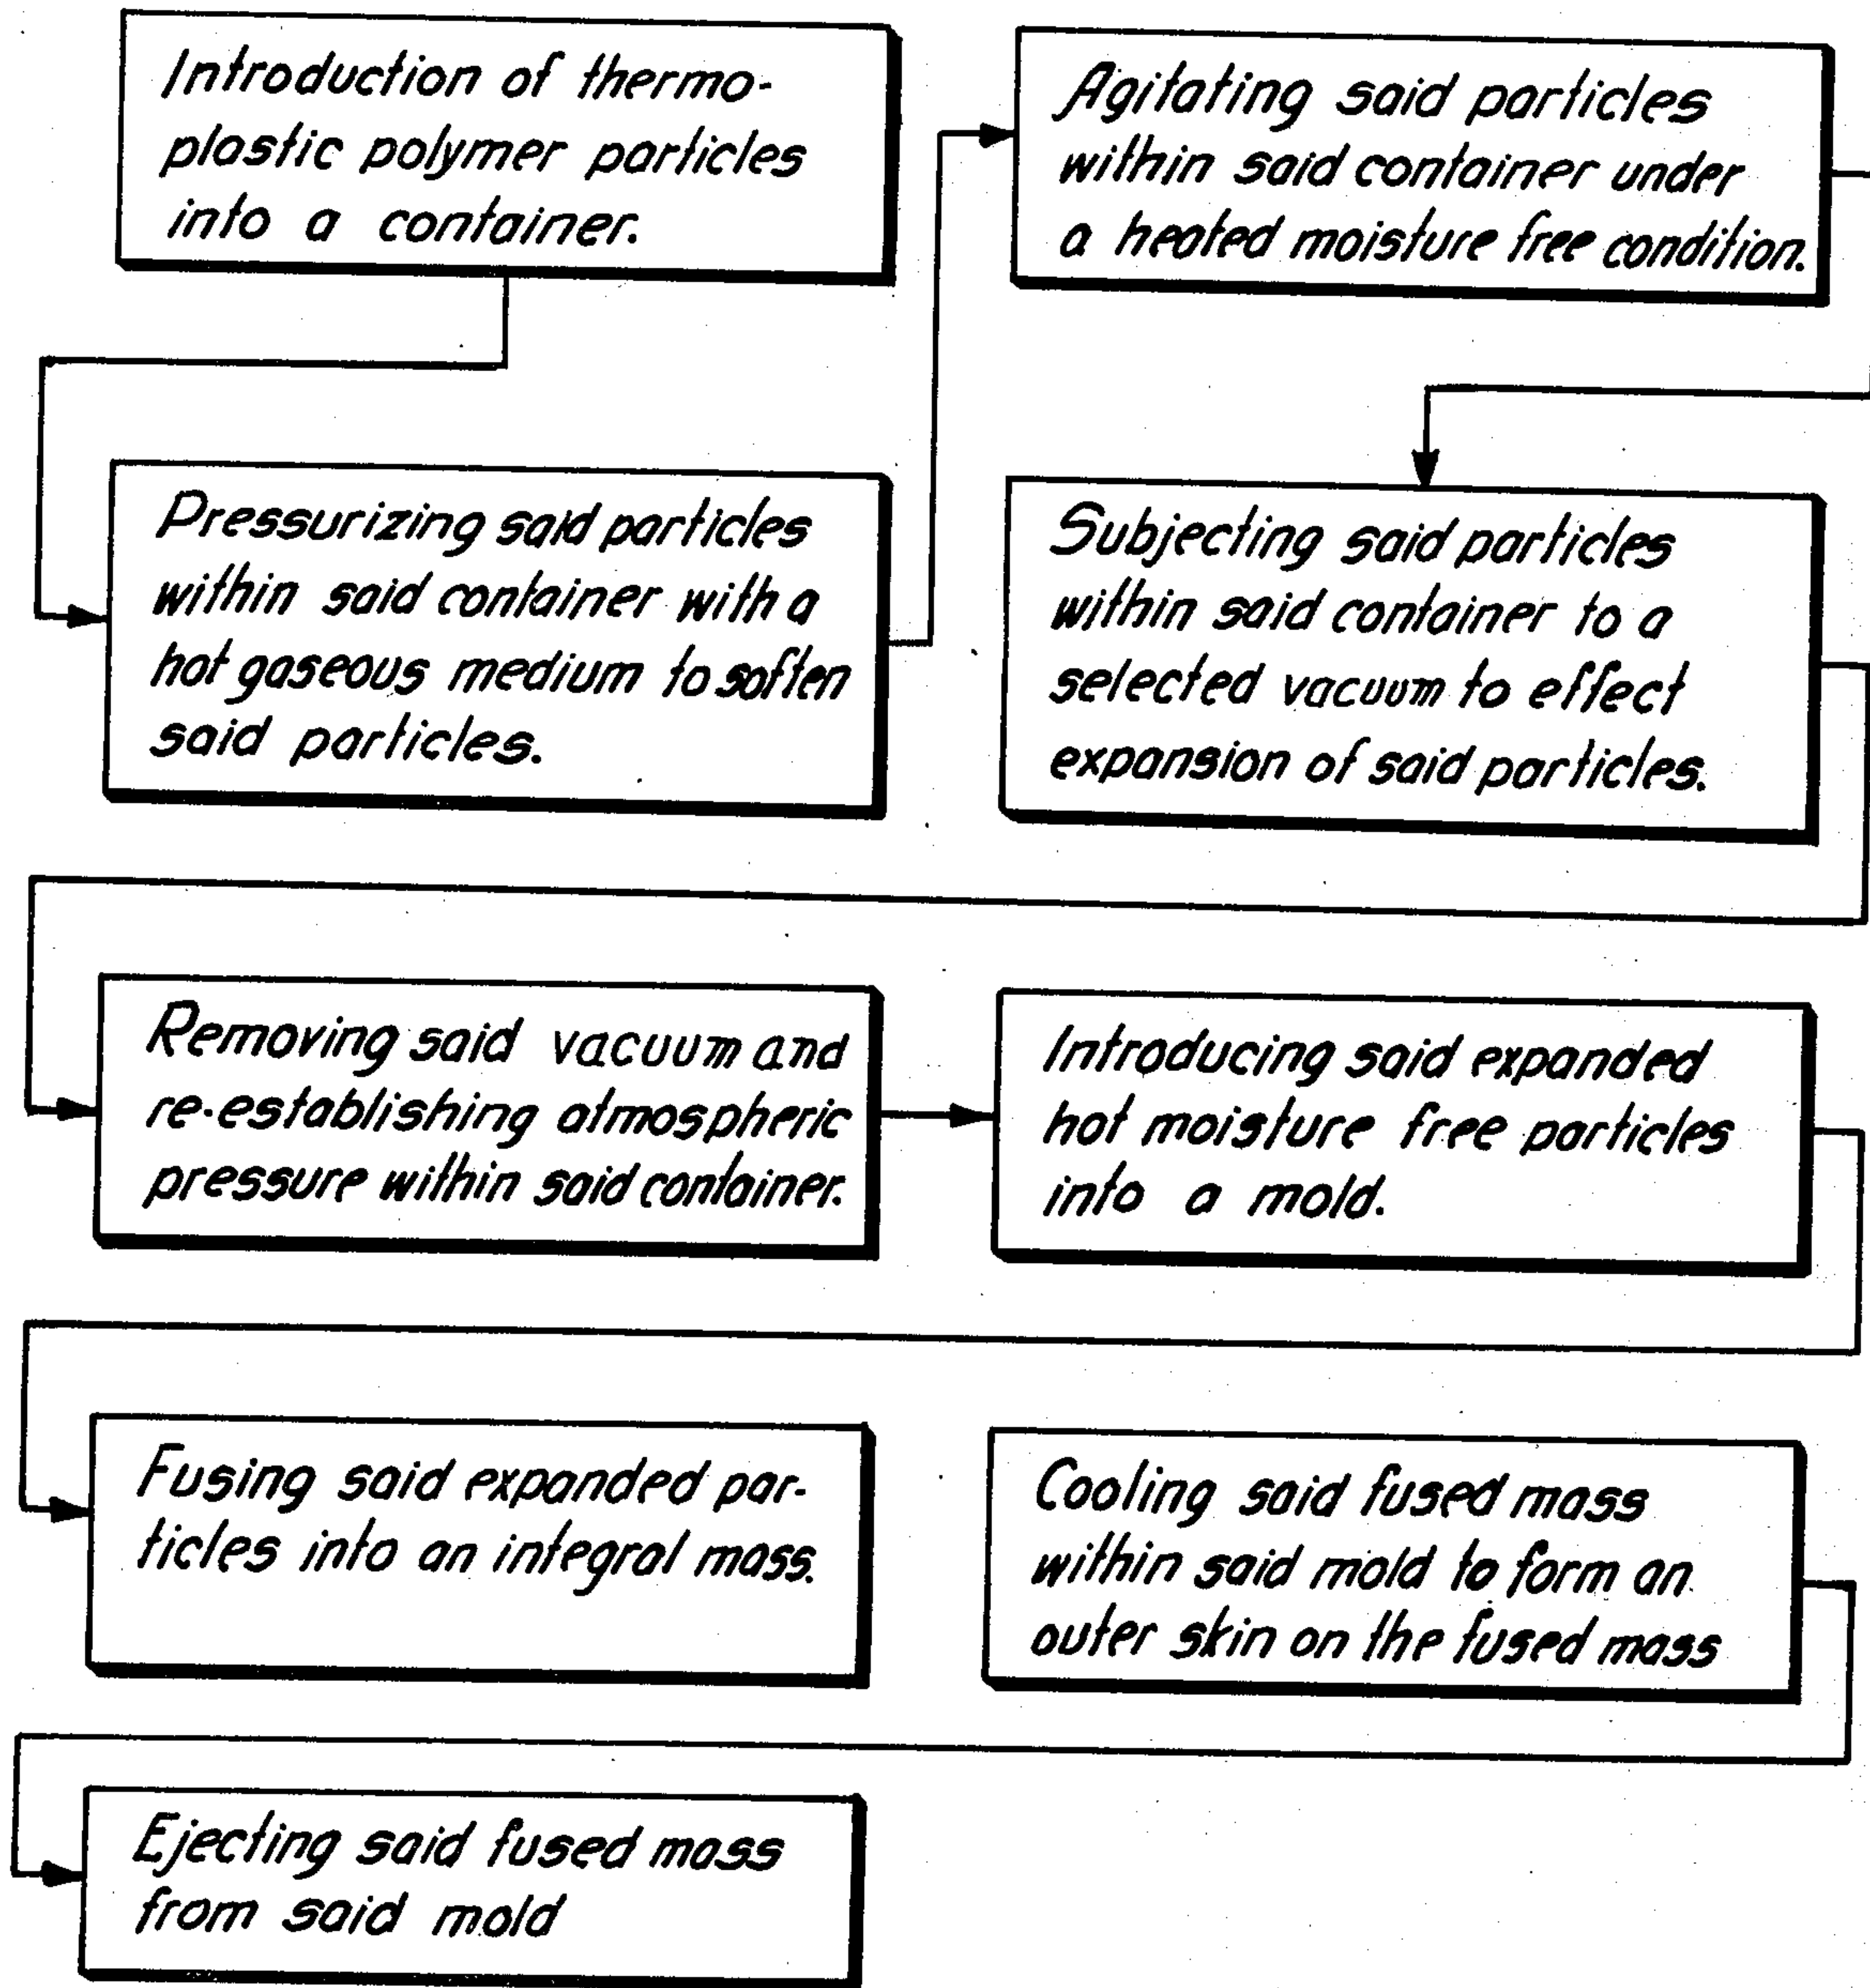 Introduction of thermo-
plastic polymer particles
into a container.
Pressurizing said particles
within said container with a
hot gaseous medium to soften
said particles.
Agitating said particles
within said container under
a heated moisture free condition.
Subjecting said particles
within said container to a
selected vacuum to effect
expansion of said particles.
Removing said vacuum and
re-establishing atmospheric
pressure within said container.
Introducing said expanded
hot moisture free particles
into a mold.
Fusing said expanded par-
ticles into an integral mass.
Cooling said fused mass
within said mold to form an
outer skin on the fused mass
Ejecting said fused mass
from said mold